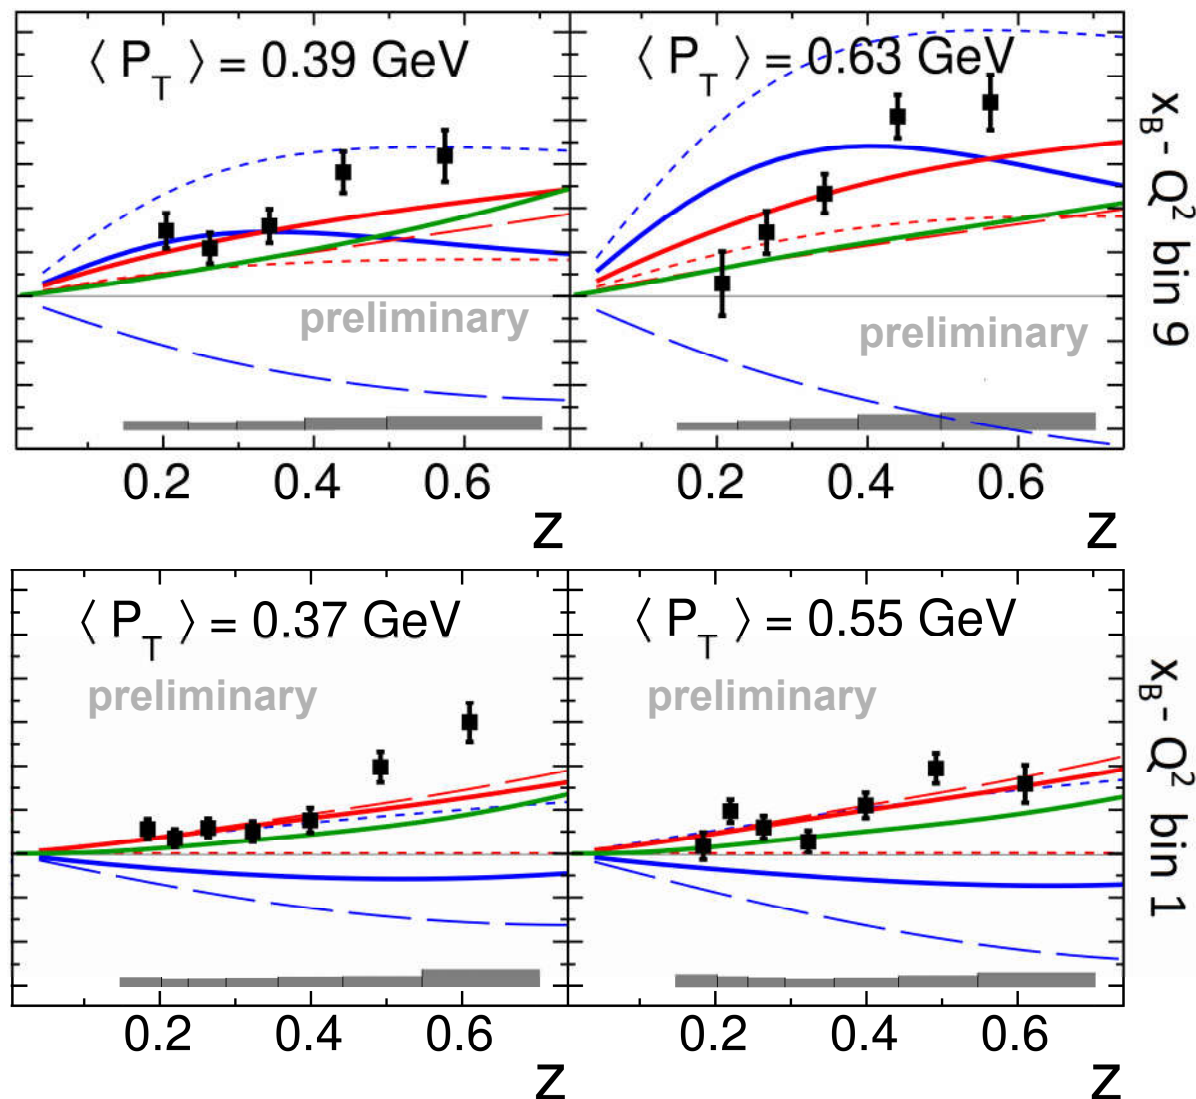 ⟨ P_T ⟩ = 0.39 GeV
⟨ P_T ⟩ = 0.63 GeV
preliminary
preliminary
x_B - Q² bin 9
0.2 0.4 0.6
0.2 0.4 0.6
z
z
⟨ P_T ⟩ = 0.37 GeV
⟨ P_T ⟩ = 0.55 GeV
preliminary
preliminary
x_B - Q² bin 1
0.2 0.4 0.6
0.2 0.4 0.6
z
z